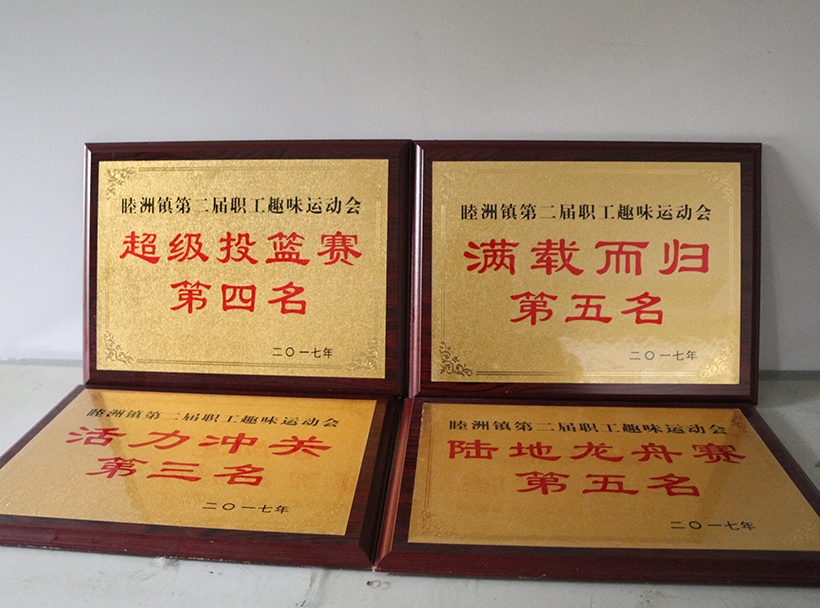 睦洲镇第二届职工趣味运动会
超级投篮赛
第四名
二〇一七年
睦洲镇第二届职工趣味运动会
满载而归
第五名
二〇一七年
睦洲镇第二届职工趣味运动会
活力冲关
第三名
二〇一七年
睦洲镇第二届职工趣味运动会
陆地龙舟赛
第五名
二〇一七年